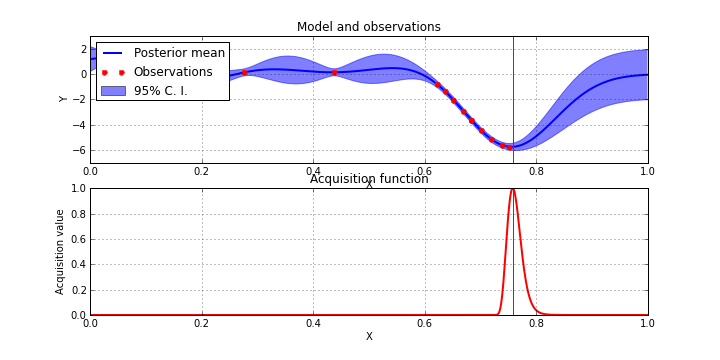 Model and observations
Posterior mean
Observations
95% C. I.
Y
2
0
−2
−4
−6
0.0 0.2 0.4 0.6 0.8 1.0
X
Acquisition function
Acquisition value
1.0
0.8
0.6
0.4
0.2
0.0
0.0 0.2 0.4 0.6 0.8 1.0
X